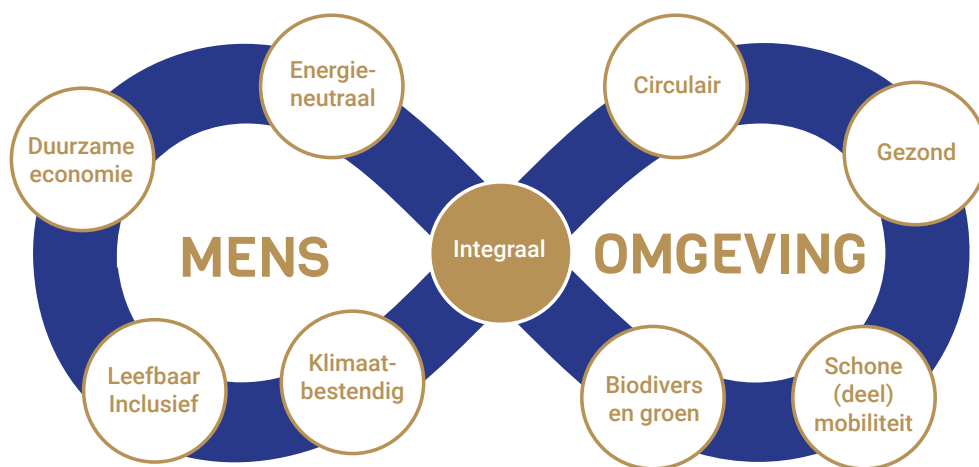 Energie-
neutraal
Duurzame
economie
MENS
Leefbaar
Inclusief
Klimaat-
bestendig
Integraal
Circulair
Gezond
OMGEVING
Biodivers
en groen
Schone
(deel)
mobiliteit